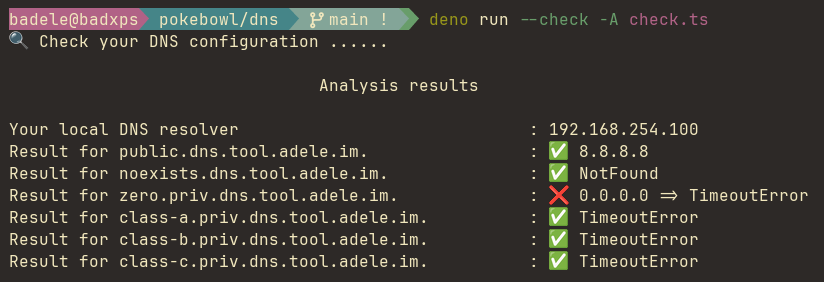 badele@badxps pokebowl/dns main ! deno run --check -A check.ts
🔍 Check your DNS configuration ......
Analysis results
Your local DNS resolver : 192.168.254.100
Result for public.dns.tool.adele.im. : ✅ 8.8.8.8
Result for noexists.dns.tool.adele.im. : ✅ NotFound
Result for zero.priv.dns.tool.adele.im. : ❌ 0.0.0.0 => TimeoutError
Result for class-a.priv.dns.tool.adele.im. : ✅ TimeoutError
Result for class-b.priv.dns.tool.adele.im. : ✅ TimeoutError
Result for class-c.priv.dns.tool.adele.im. : ✅ TimeoutError